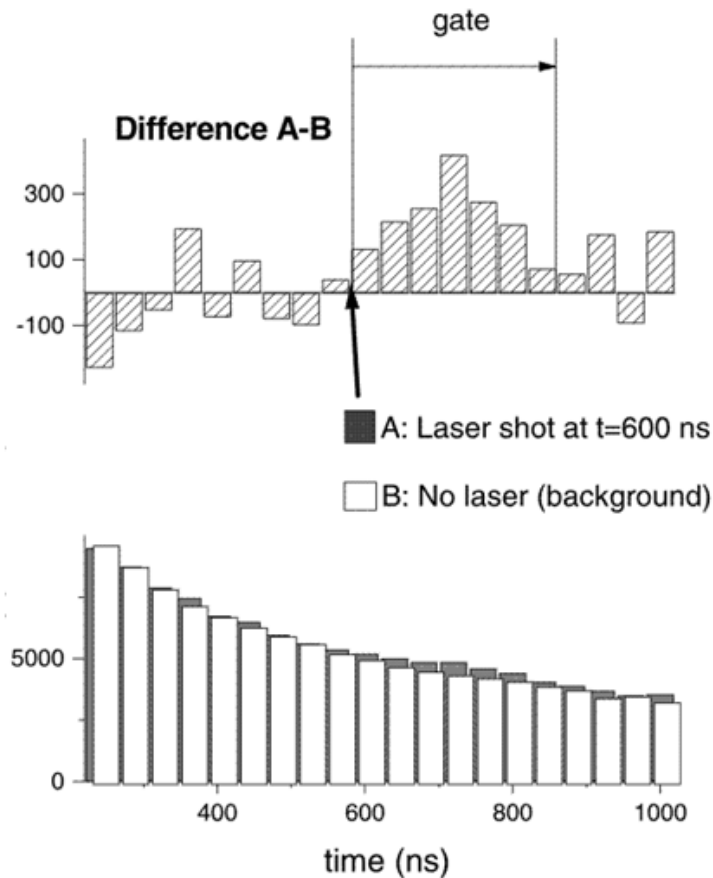 gate
Difference A-B
300
100
-100
A: Laser shot at t=600 ns
B: No laser (background)
5000
0
400
600
800
1000
time (ns)